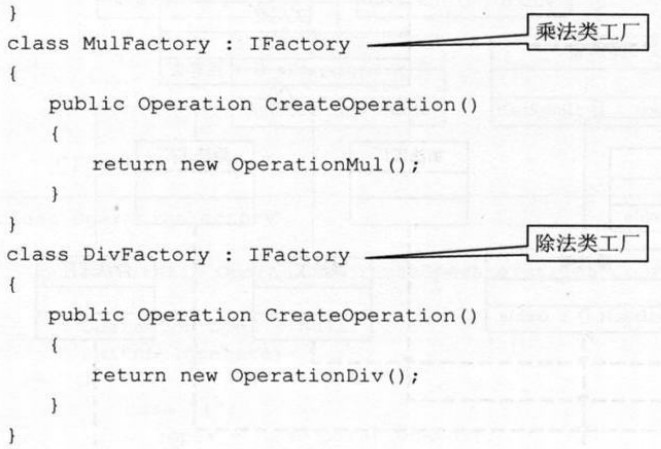 }
class MulFactory : IFactory
乘法类工厂
{
public Operation CreateOperation()
{
return new OperationMul();
}
}
class DivFactory : IFactory
除法类工厂
{
public Operation CreateOperation()
{
return new OperationDiv();
}
}